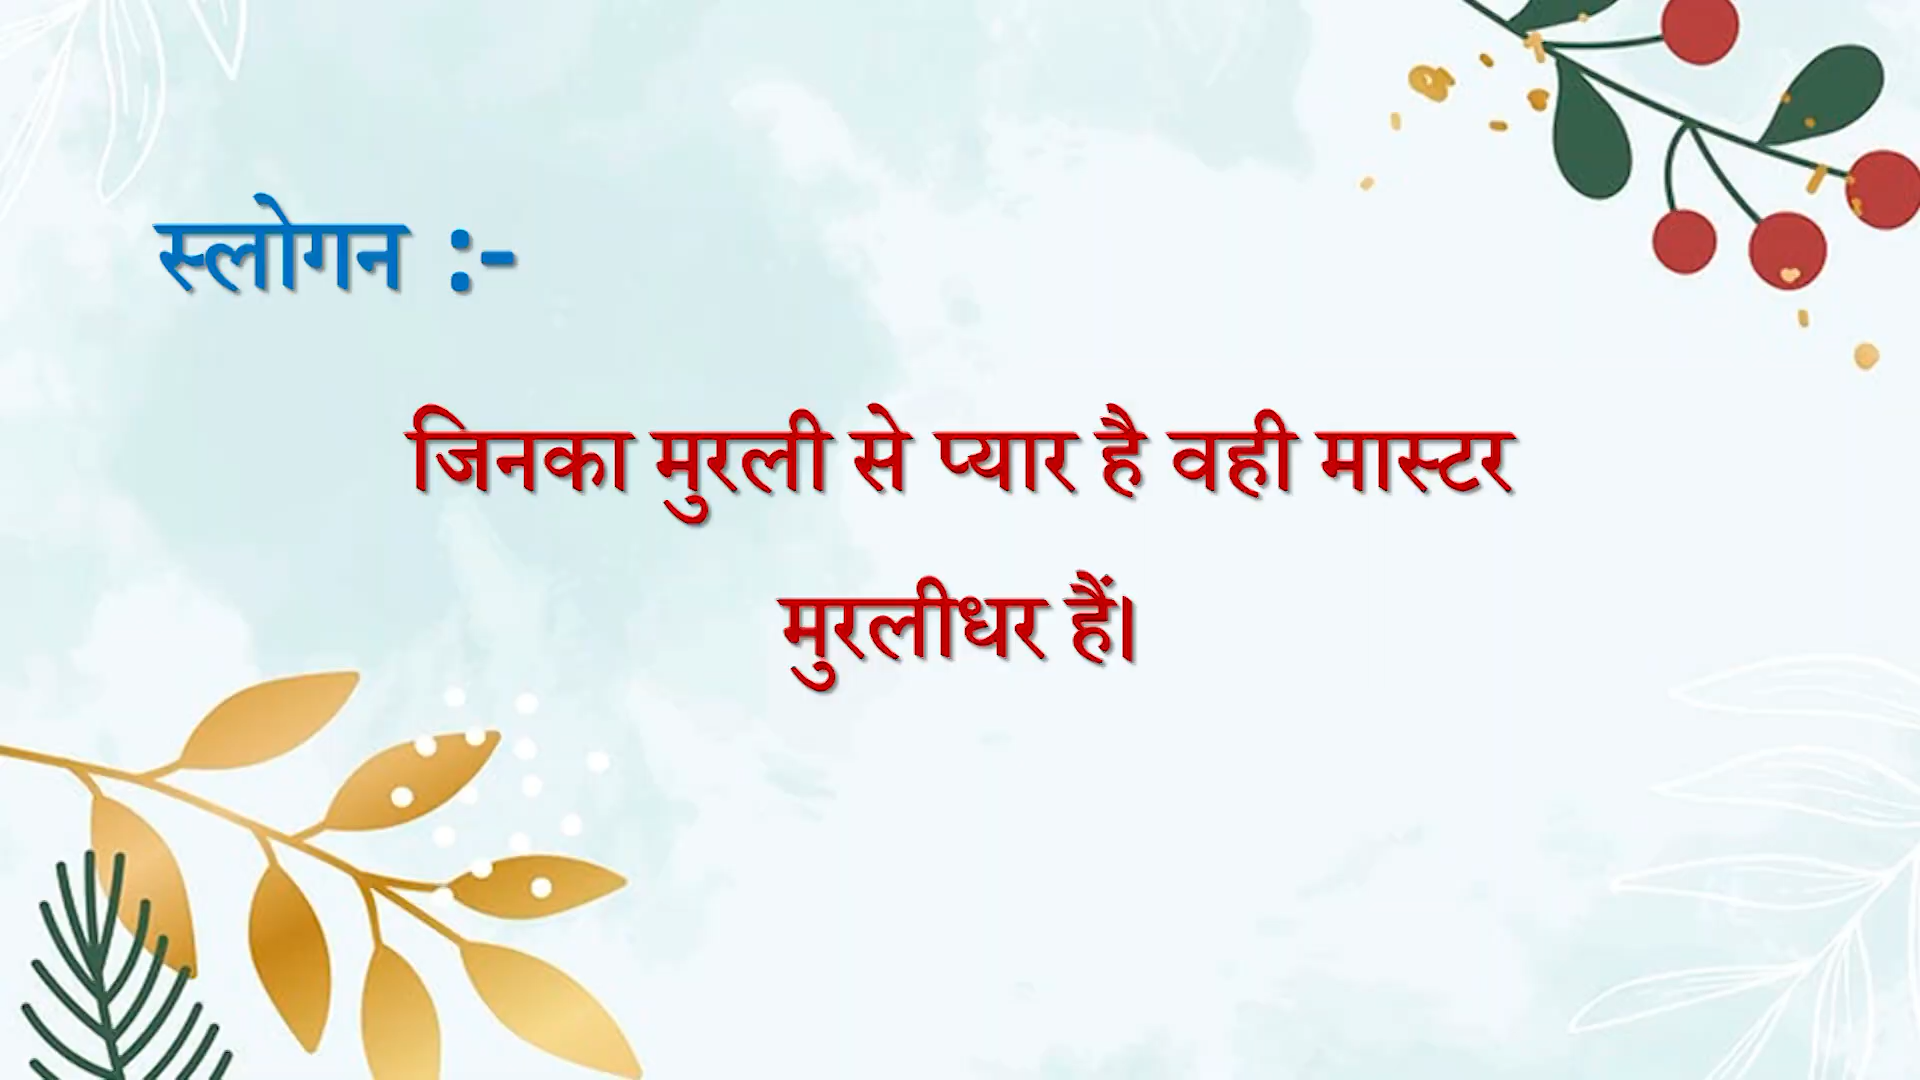 स्लोगन :-
जिनका मुरली से प्यार है वही मास्टर
मुरलीधर हैं।